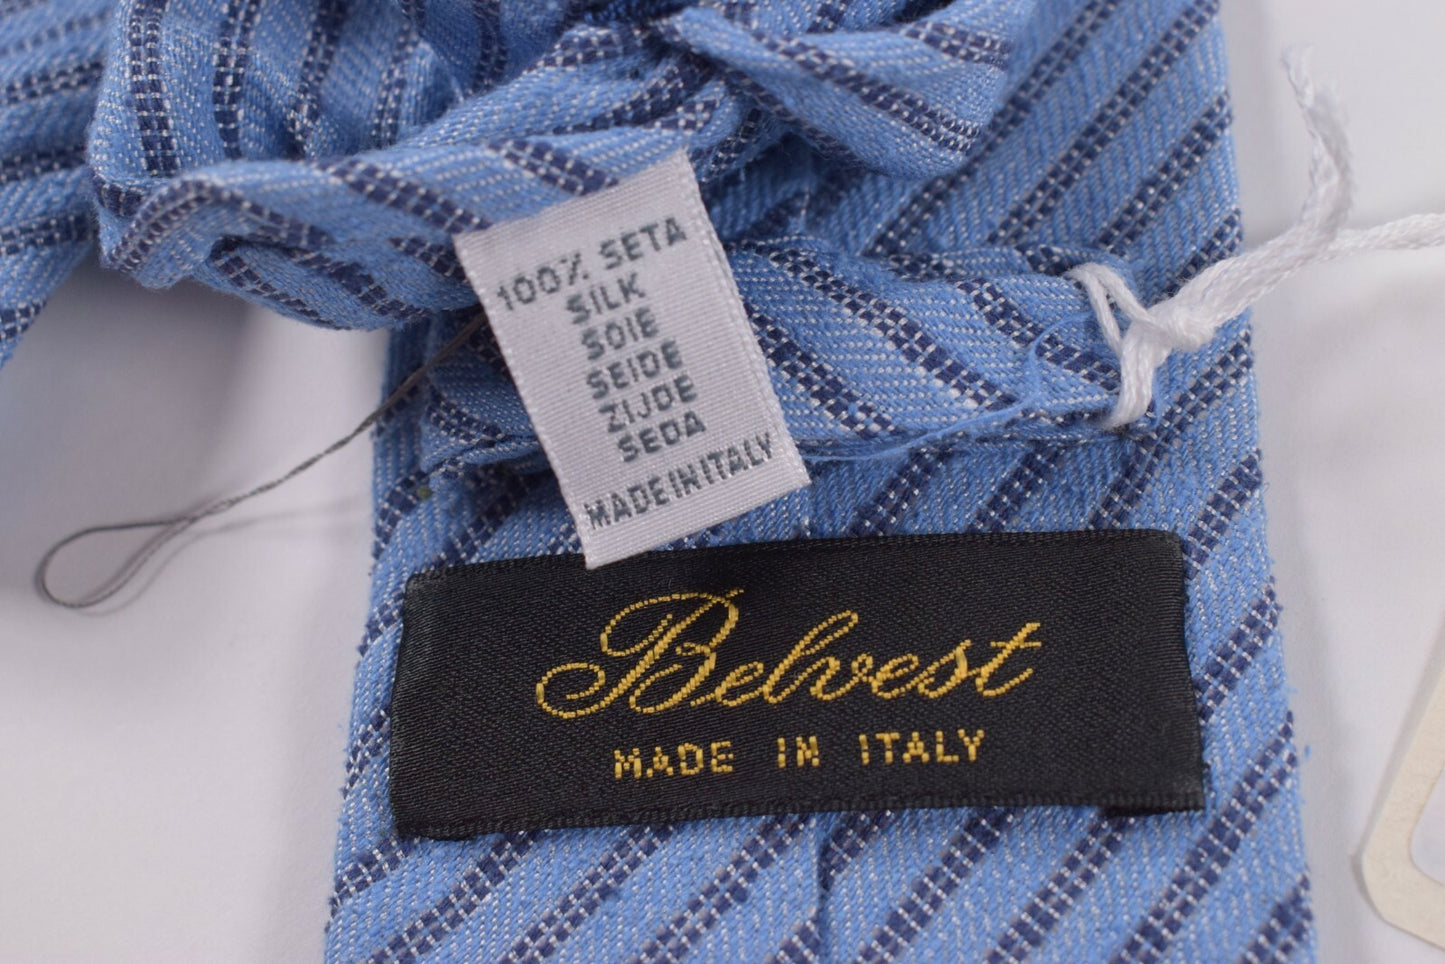 100% SETA
SILK
SOIE
SEIDE
ZIJDE
SEDA
MADE IN ITALY
Belvest
MADE IN ITALY